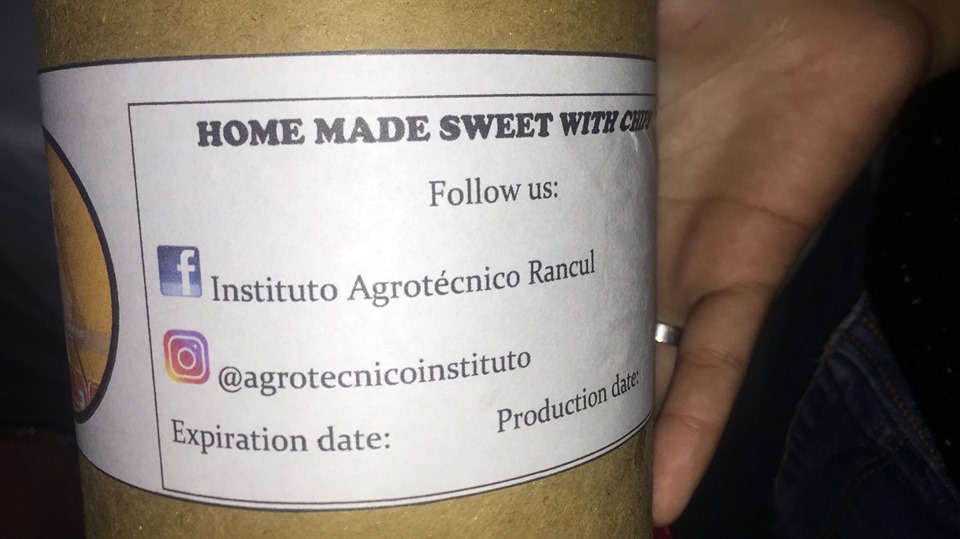 HOME MADE SWEET WITH
Follow us:
Instituto Agrotécnico Rancul
@agrotecnicoinstituto
Production date:
Expiration date: